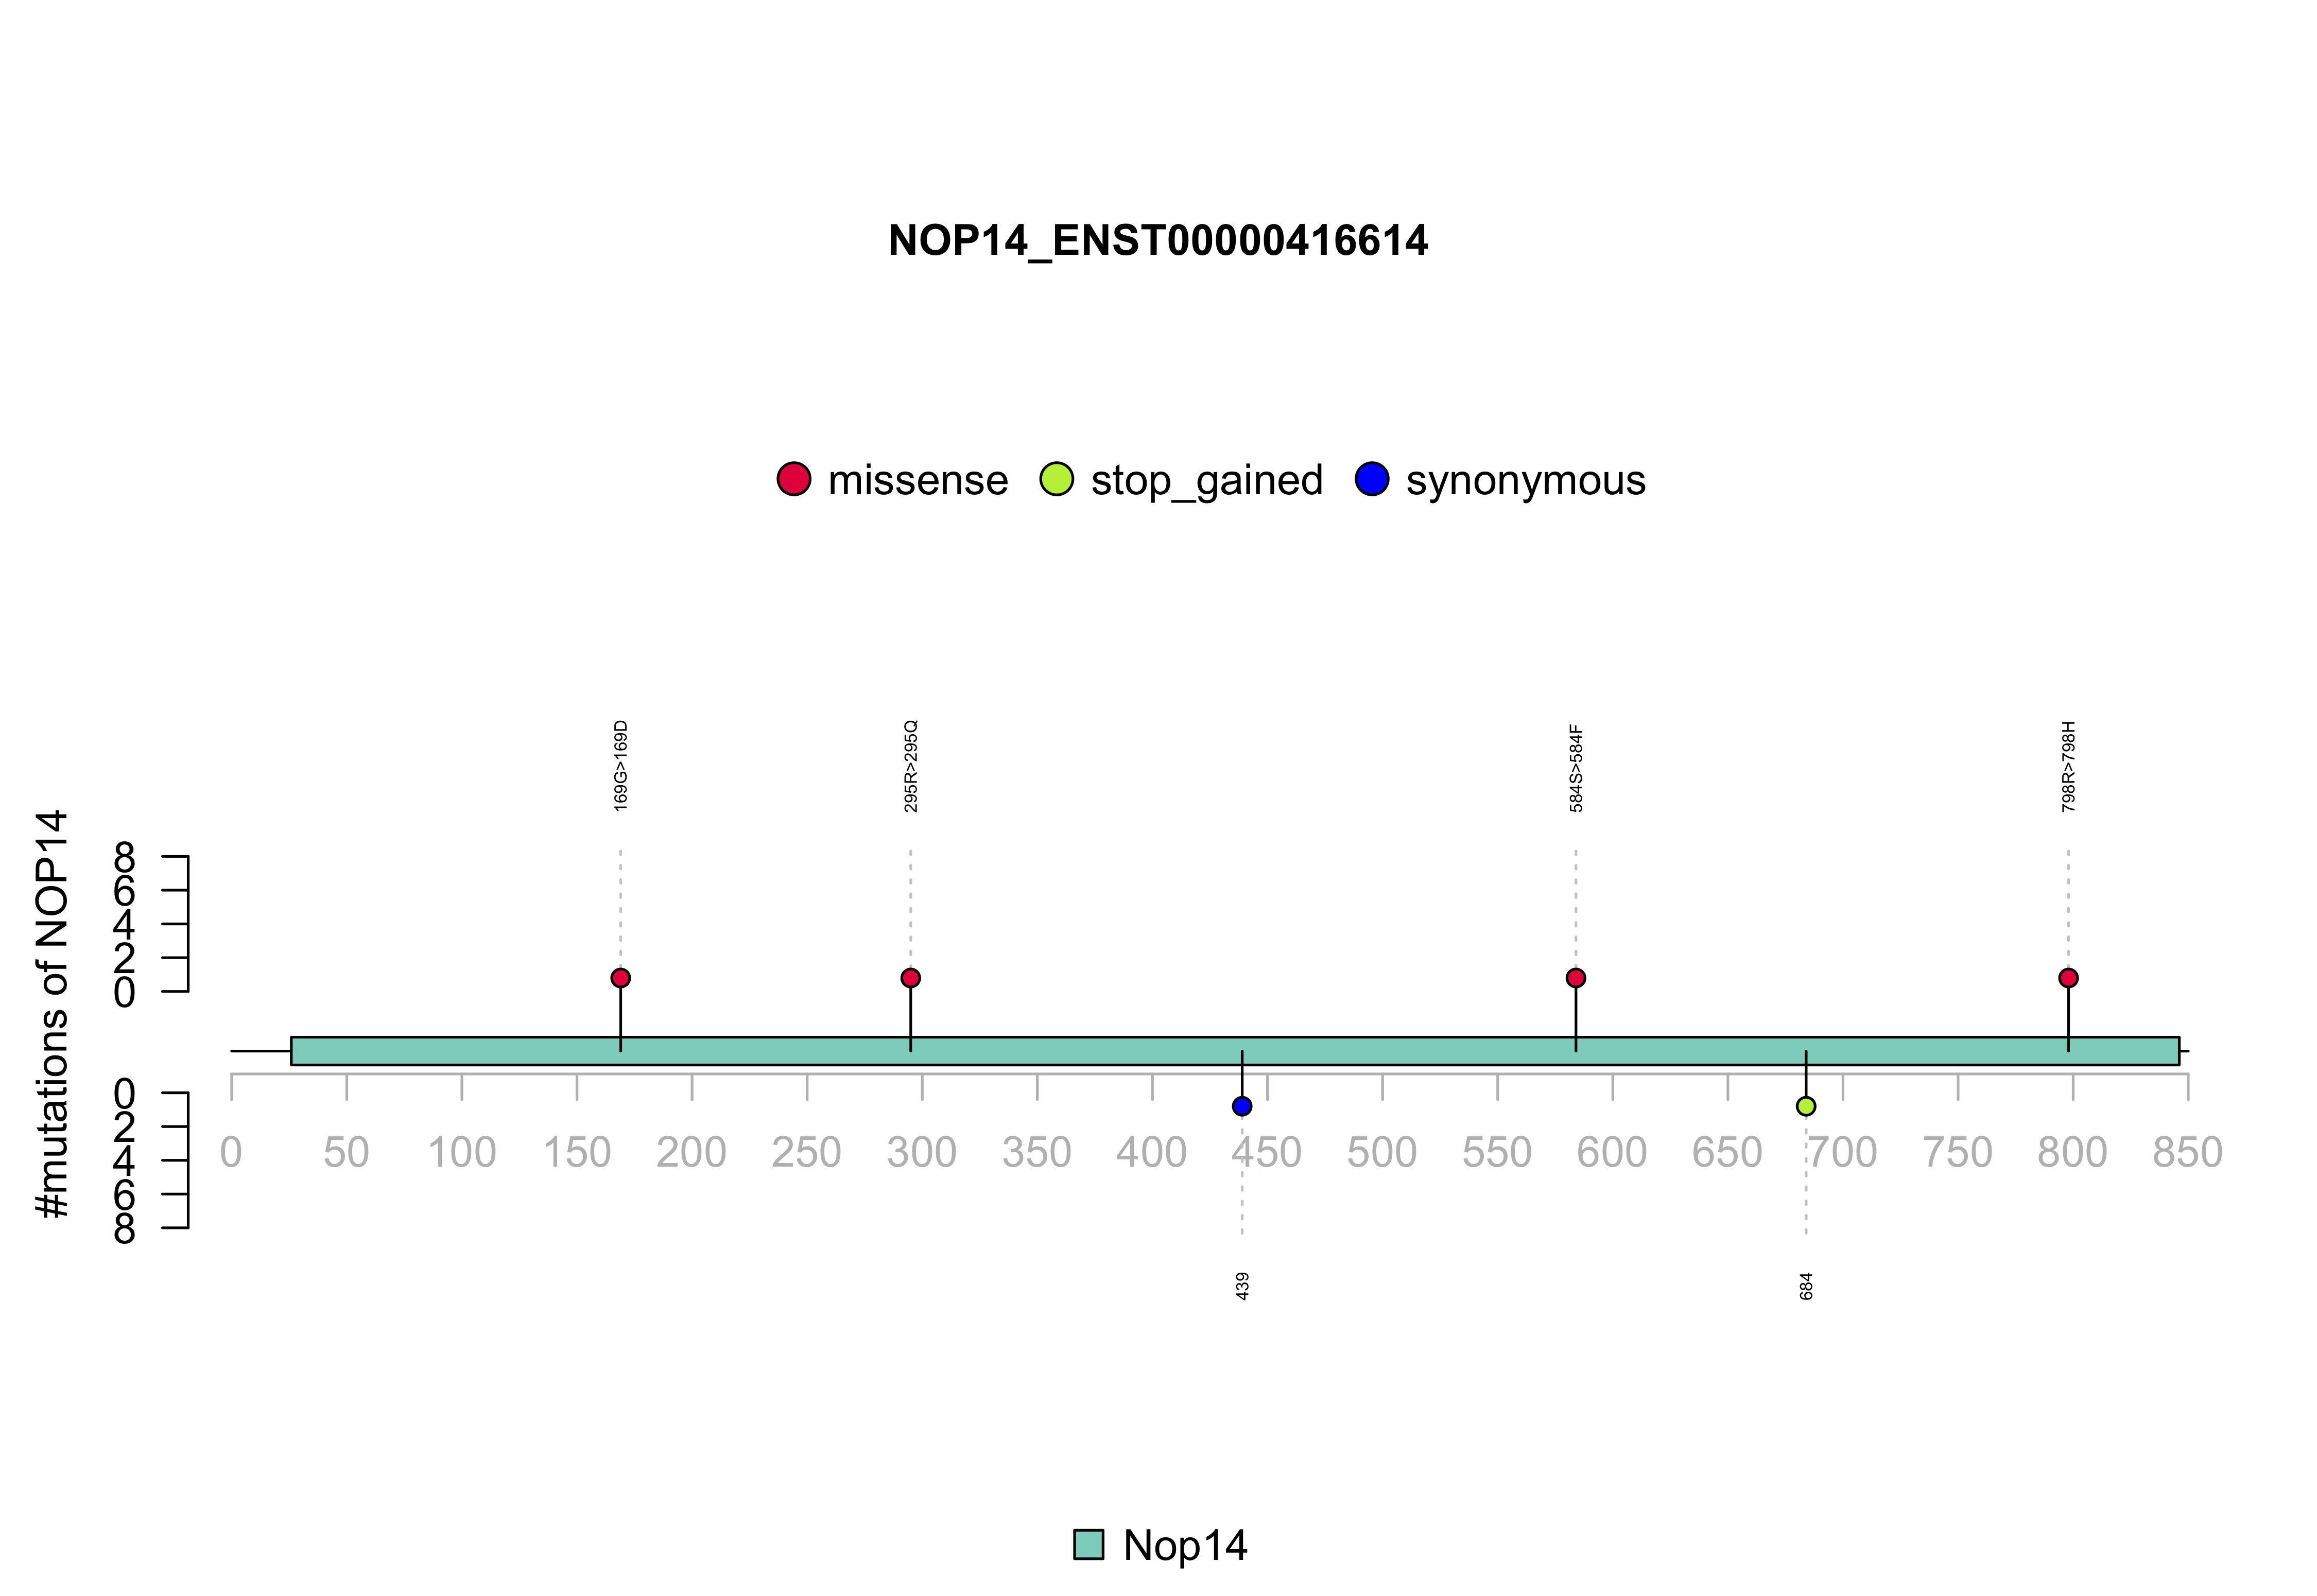 NOP14_ENST00000416614
missense stop_gained synonymous
169G>169D 295R>295Q 584S>584F 798R>798H
#mutations of NOP14
8
6
4
2
0
0
2
4
6
8
0 50 100 150 200 250 300 350 400 450 500 550 600 650 700 750 800 850
439 684
Nop14